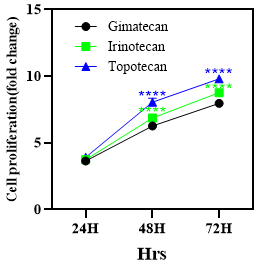 Cell proliferation(fold change)
15
Gimatecan
Irinotecan
Topotecan
10
****
****
****
****
5
0
24H 48H 72H
Hrs